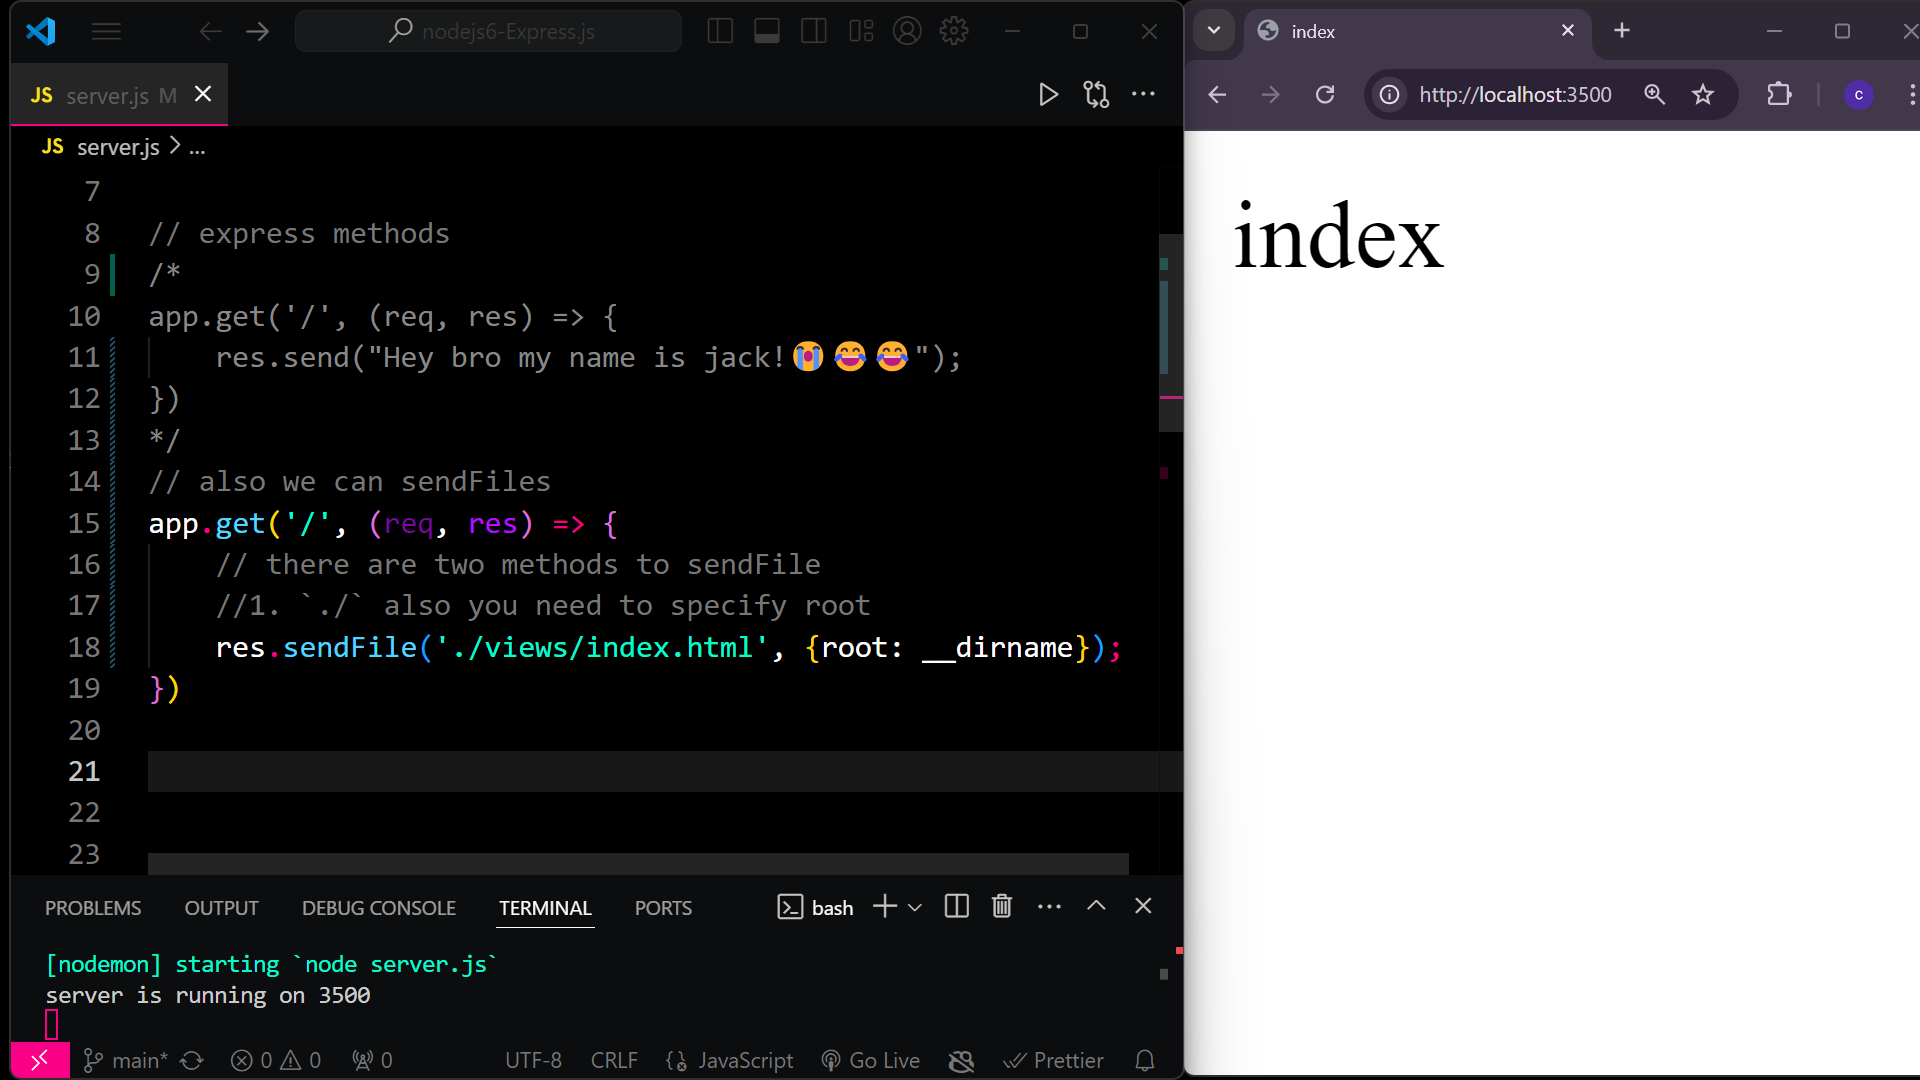 nodejs6-Express.js
JS server.js M
JS server.js > ...
7
8 // express methods
9 /*
10 app.get('/', (req, res) => {
11 res.send("Hey bro my name is jack!😭😂😂");
12 })
13 */
14 // also we can sendFiles
15 app.get('/', (req, res) => {
16 // there are two methods to sendFile
17 //1. `./` also you need to specify root
18 res.sendFile('./views/index.html', {root: __dirname});
19 })
20
21
22
23
PROBLEMS OUTPUT DEBUG CONSOLE TERMINAL PORTS bash
[nodemon] starting `node server.js`
server is running on 3500
main* 0 0 0 UTF-8 CRLF JavaScript Go Live Prettier
index
http://localhost:3500 c
index